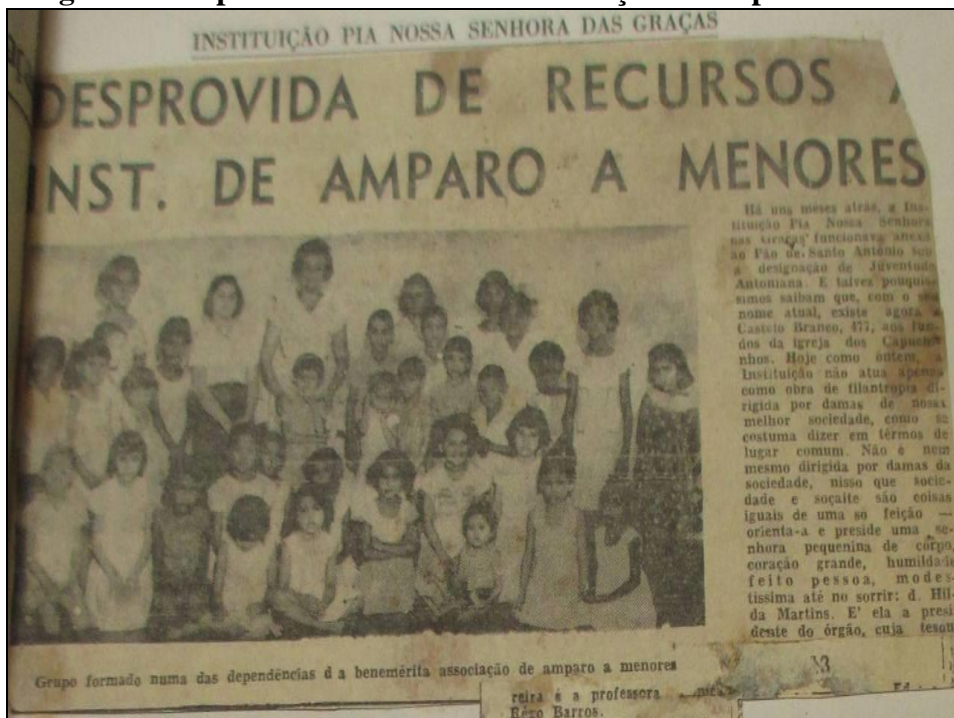 INSTITUIÇÃO PIA NOSSA SENHORA DAS GRAÇAS
DESPROVIDA DE RECURSOS
INST. DE AMPARO A MENORES
Há uns meses atrás, a Ins-
tituição Pia Nossa Senhora
nas Graças funcionava anexa
ao Pão de Santo Antônio sob
a designação de Juventude
Antoniana. E talvez pouquís-
simos saibam que, com o seu
nome atual, existe agora a
Castelo Branco, 477, aos fun-
dos da igreja dos Capuchi-
nhos. Hoje como ontem, a
Instituição não atua apenas
como obra de filantropia di-
rigida por damas de nossa
melhor sociedade, como se
costuma dizer em têrmos de
lugar comum. Não e nem
mesmo dirigida por damas da
sociedade, nisso que socie-
dade e soçaite são coisas
iguais de uma so feição —
orienta-a e preside uma se-
nhora pequenina de corpo,
coração grande, humildade
feito pessoa, modes-
tíssima até no sorrir: d. Hil-
da Martins. E' ela a presi
dente do órgão, cuja tesou
Grupo formado numa das dependências d a benemérita associação de amparo a menores
reira é a professora
Rêgo Barros.